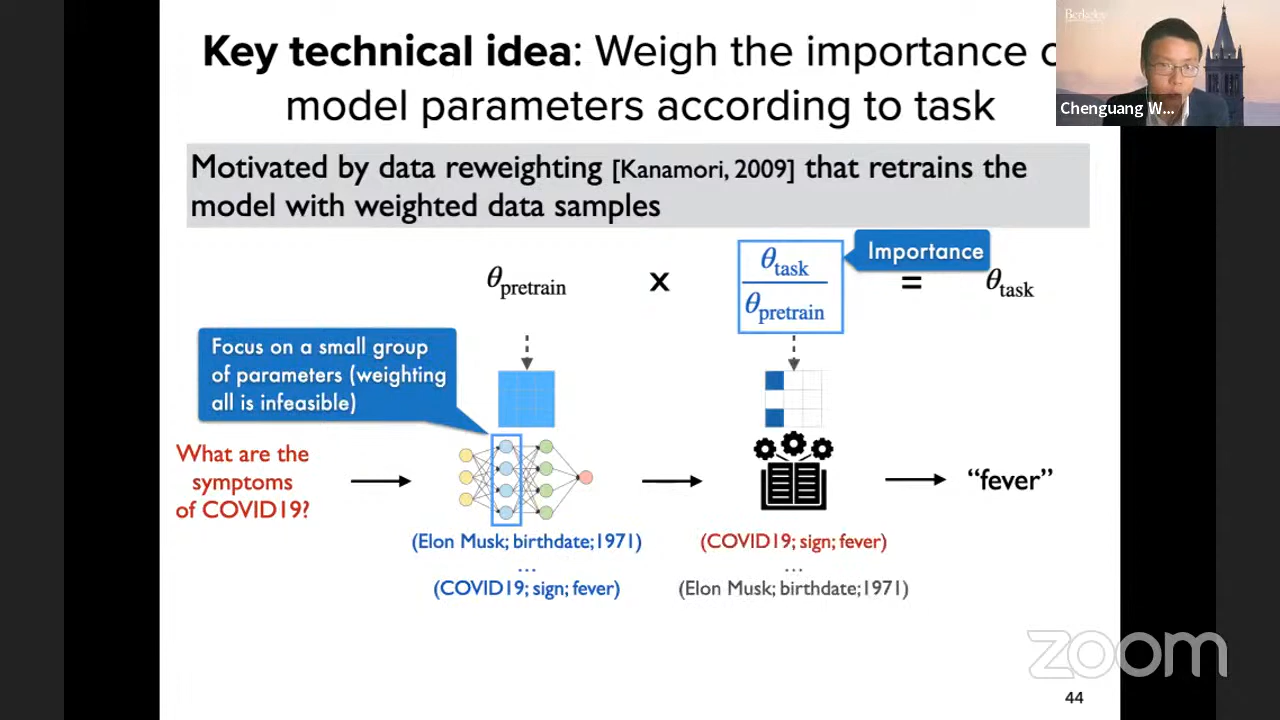 Key technical idea: Weigh the importance o
model parameters according to task
Berkeley
Chenguang W...
Motivated by data reweighting [Kanamori, 2009] that retrains the
model with weighted data samples
θpretrain x θtask / θpretrain = θtask
Importance
Focus on a small group
of parameters (weighting
all is infeasible)
What are the
symptoms
of COVID19?
"fever"
(Elon Musk; birthdate;1971)
...
(COVID19; sign; fever)
(COVID19; sign; fever)
...
(Elon Musk; birthdate;1971)
zoom
44